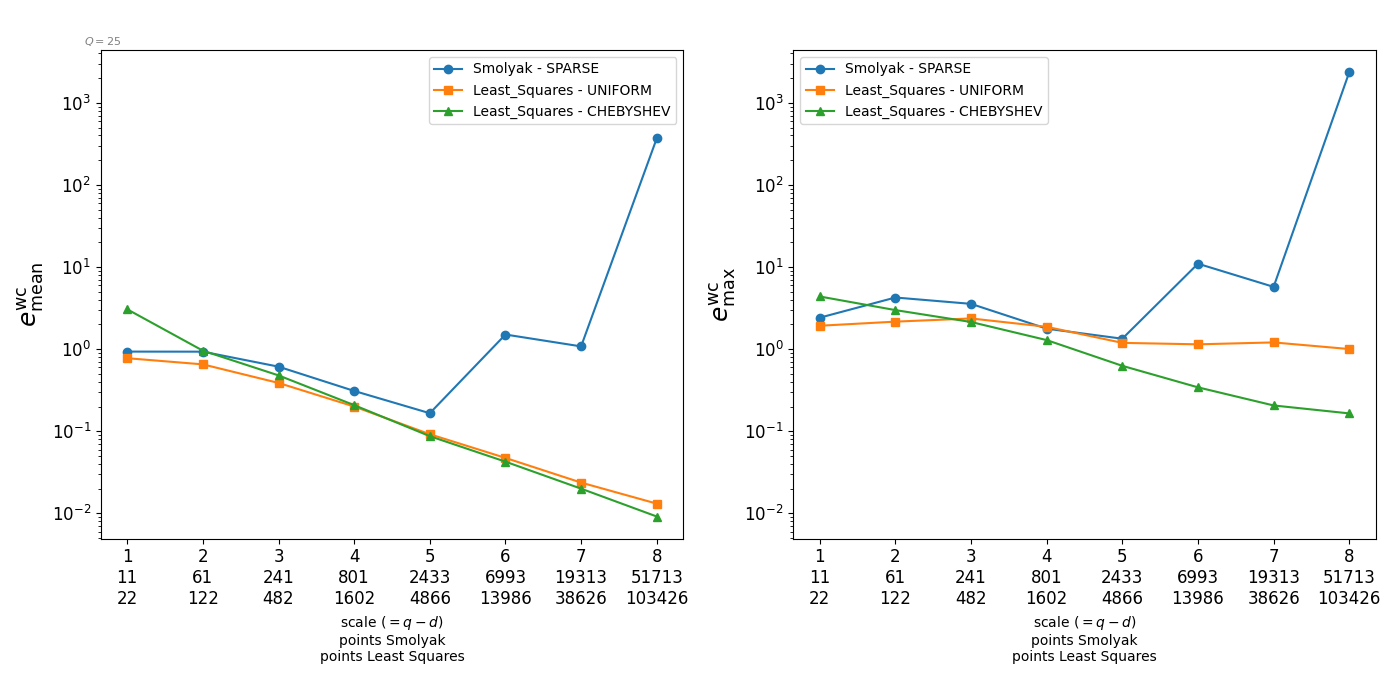 Q = 25
Smolyak - SPARSE
Least_Squares - UNIFORM
Least_Squares - CHEBYSHEV
10³
10²
10¹
10⁰
10⁻¹
10⁻²
e^wc_mean
1 2 3 4 5 6 7 8
11 61 241 801 2433 6993 19313 51713
22 122 482 1602 4866 13986 38626 103426
scale (= q − d)
points Smolyak
points Least Squares
Smolyak - SPARSE
Least_Squares - UNIFORM
Least_Squares - CHEBYSHEV
10³
10²
10¹
10⁰
10⁻¹
10⁻²
e^wc_max
1 2 3 4 5 6 7 8
11 61 241 801 2433 6993 19313 51713
22 122 482 1602 4866 13986 38626 103426
scale (= q − d)
points Smolyak
points Least Squares